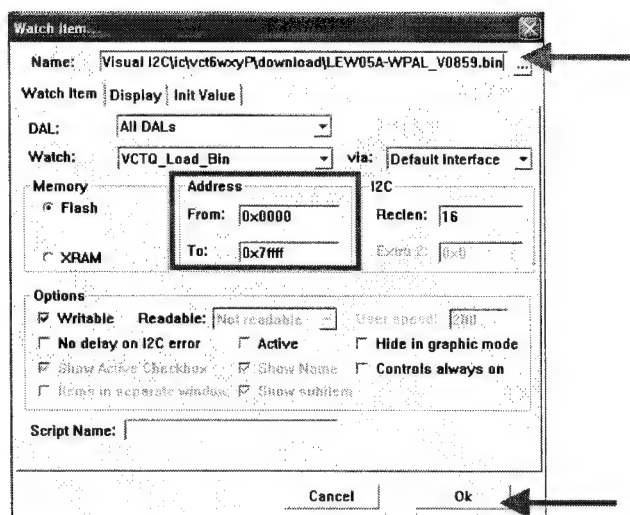 Watch Item...
Name: Visual I2C\ic\vct6wxyP\download\LEW05A-WPAL_V0859.bin ...
Watch Item Display Init Value
DAL: All DALs
Watch: VCTQ_Load_Bin via: Default Interface
Memory Address I2C
Flash From: 0x0000 Reclen: 16
XRAM To: 0x7ffff Extra 2: 0x0
Options
Writable Readable: Not readable User speed: 200
No delay on I2C error Active Hide in graphic mode
Show Active Checkbox Show Name Controls always on
Items in separate window Show subitem
Script Name:
Cancel Ok